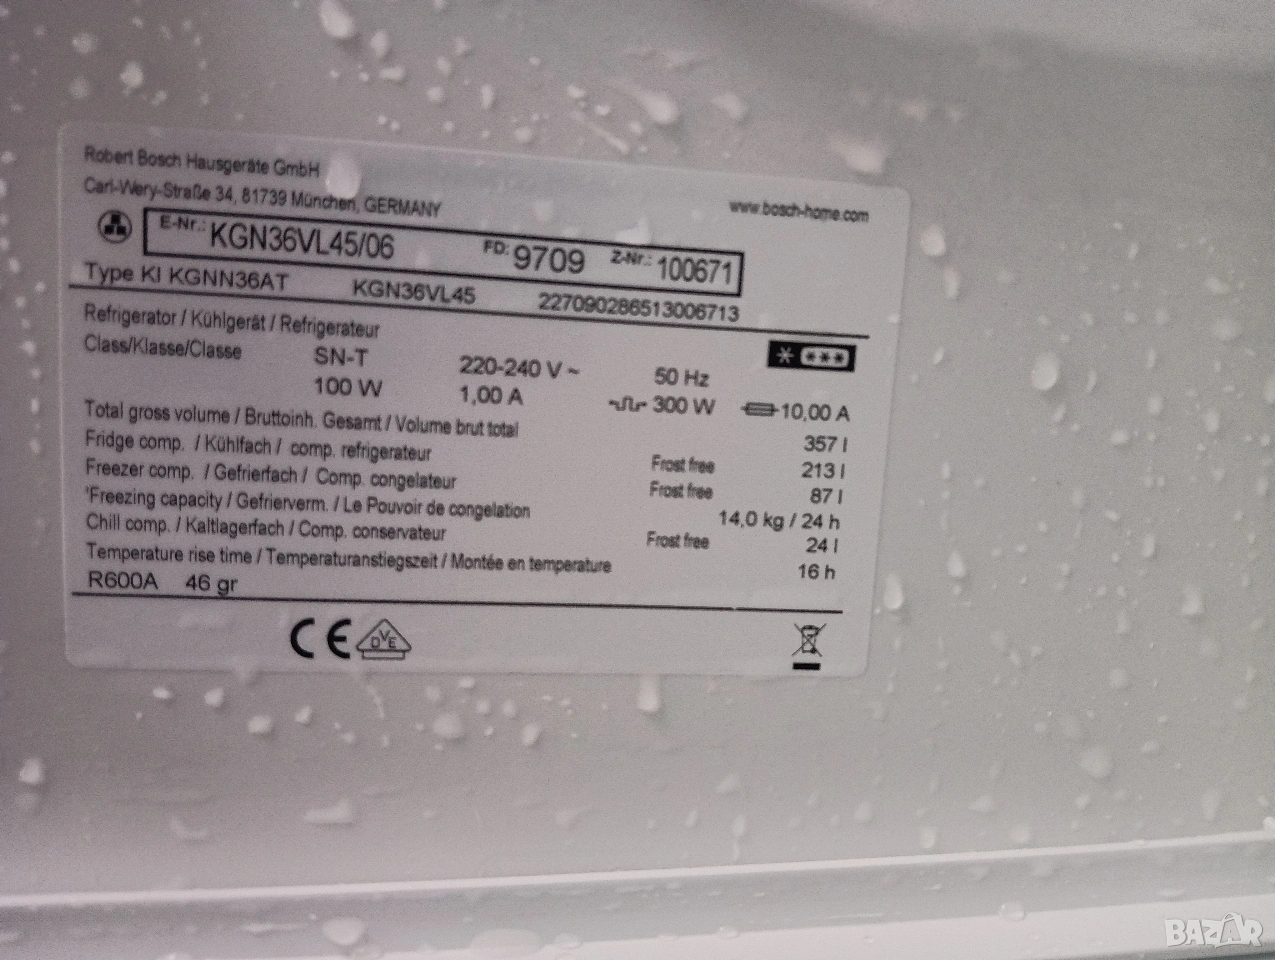 Robert Bosch Hausgeräte GmbH
Carl-Wery-Straße 34, 81739 München, GERMANY
www.bosch-home.com
E-Nr.: KGN36VL45/06 FD: 9709 Z-Nr.: 100671
Type KI KGNN36AT KGN36VL45 227090286513006713
Refrigerator / Kühlgerät / Refrigerateur
Class/Klasse/Classe SN-T 220-240 V ~ 50 Hz
100 W 1,00 A 300 W 10,00 A
Total gross volume / Bruttoinh. Gesamt / Volume brut total 357 l
Fridge comp. / Kühlfach / comp. refrigerateur Frost free 213 l
Freezer comp. / Gefrierfach / Comp. congelateur Frost free 87 l
'Freezing capacity / Gefrierverm. / Le Pouvoir de congelation 14,0 kg / 24 h
Chill comp. / Kaltlagerfach / Comp. conservateur Frost free 24 l
Temperature rise time / Temperaturanstiegszeit / Montée en temperature 16 h
R600A 46 gr
CE DVE
BAZAR